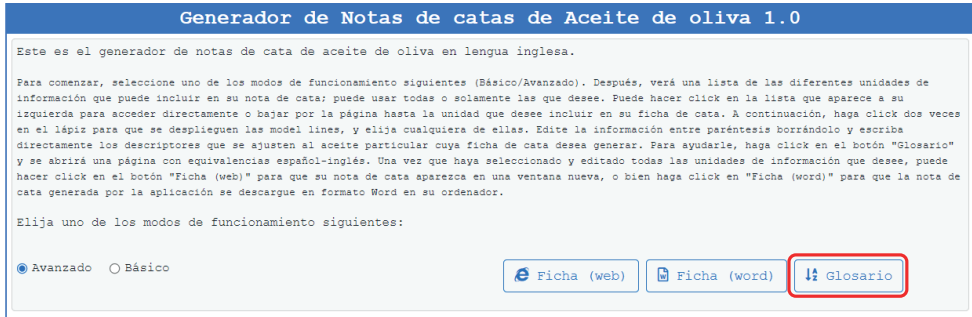 Generador de Notas de catas de Aceite de oliva 1.0
Este es el generador de notas de cata de aceite de oliva en lengua inglesa.
Para comenzar, seleccione uno de los modos de funcionamiento siguientes (Básico/Avanzado). Después, verá una lista de las diferentes unidades de
información que puede incluir en su nota de cata; puede usar todas o solamente las que desee. Puede hacer click en la lista que aparece a su
izquierda para acceder directamente o bajar por la página hasta la unidad que desee incluir en su ficha de cata. A continuación, haga click dos veces
en el lápiz para que se desplieguen las model lines, y elija cualquiera de ellas. Edite la información entre paréntesis borrándolo y escriba
directamente los descriptores que se ajusten al aceite particular cuya ficha de cata desea generar. Para ayudarle, haga click en el botón "Glosario"
y se abrirá una página con equivalencias español-inglés. Una vez que haya seleccionado y editado todas las unidades de información que desee, puede
hacer click en el botón "Ficha (web)" para que su nota de cata aparezca en una ventana nueva, o bien haga click en "Ficha (word)" para que la nota de
cata generada por la aplicación se descargue en formato Word en su ordenador.
Elija uno de los modos de funcionamiento siguientes:
Avanzado Básico Ficha (web) Ficha (word) Glosario